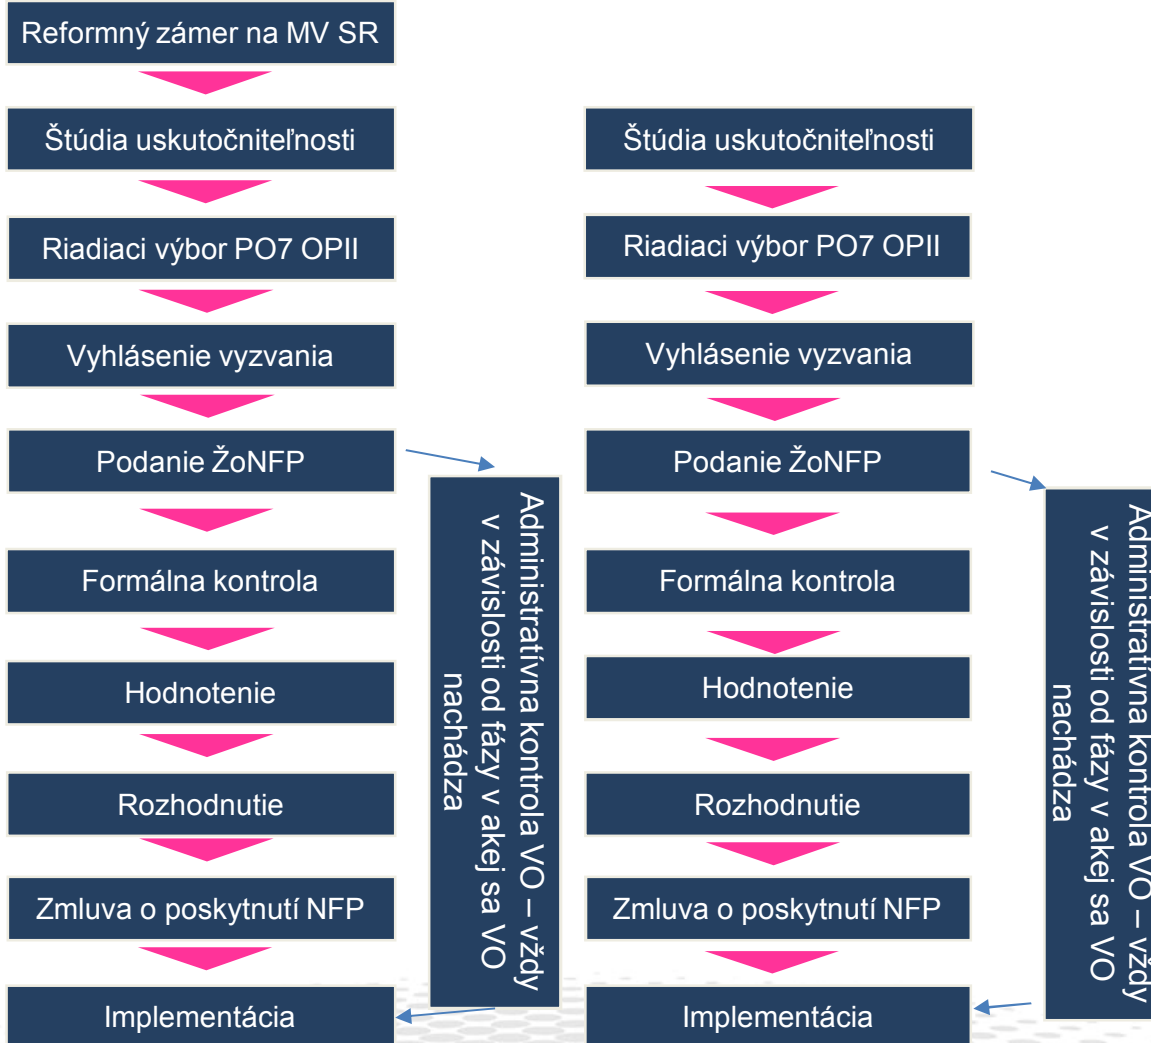 Reformný zámer na MV SR
Štúdia uskutočniteľnosti
Riadiaci výbor PO7 OPII
Vyhlásenie vyzvania
Podanie ŽoNFP
Formálna kontrola
Hodnotenie
Rozhodnutie
Zmluva o poskytnutí NFP
Implementácia
Administratívna kontrola VO – vždy
v závislosti od fázy v akej sa VO
nachádza
Štúdia uskutočniteľnosti
Riadiaci výbor PO7 OPII
Vyhlásenie vyzvania
Podanie ŽoNFP
Formálna kontrola
Hodnotenie
Rozhodnutie
Zmluva o poskytnutí NFP
Implementácia
Administratívna kontrola VO – vždy
v závislosti od fázy v akej sa VO
nachádza